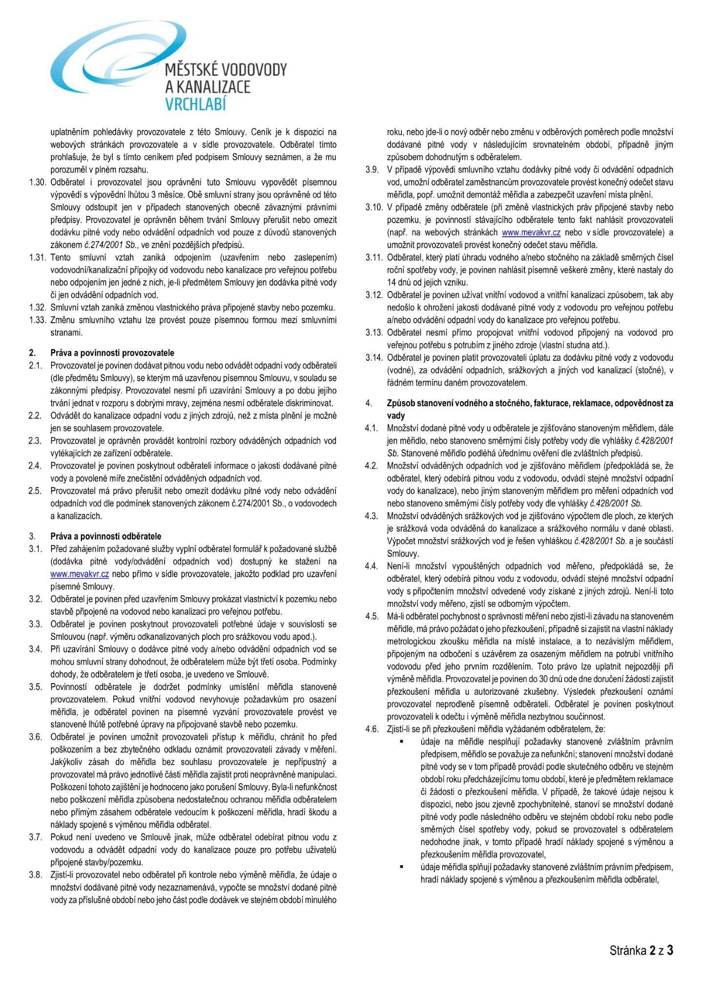 MĚSTSKÉ VODOVODY
A KANALIZACE
VRCHLABÍ
uplatněním pohledávky provozovatele z této Smlouvy. Ceník je k dispozici na
webových stránkách provozovatele a v sídle provozovatele. Odběratel tímto
prohlašuje, že byl s tímto ceníkem před podpisem Smlouvy seznámen, a že mu
porozuměl v plném rozsahu.
1.30. Odběratel i provozovatel jsou oprávněni tuto Smlouvu vypovědět písemnou
výpovědí s výpovědní lhůtou 3 měsíce. Obě smluvní strany jsou oprávněné od této
Smlouvy odstoupit jen v případech stanovených obecně závaznými právními
předpisy. Provozovatel je oprávněn během trvání Smlouvy přerušit nebo omezit
dodávku pitné vody nebo odvádění odpadních vod pouze z důvodů stanovených
zákonem č.274/2001 Sb., ve znění pozdějších předpisů.
1.31. Tento smluvní vztah zaniká odpojením (uzavřením nebo zaslepením)
vodovodní/kanalizační přípojky od vodovodu nebo kanalizace pro veřejnou potřebu
nebo odpojením jen jedné z nich, je-li předmětem Smlouvy jen dodávka pitné vody
či jen odvádění odpadních vod.
1.32. Smluvní vztah zaniká změnou vlastnického práva připojené stavby nebo pozemku.
1.33. Změnu smluvního vztahu lze provést pouze písemnou formou mezi smluvními
stranami.
2. Práva a povinnosti provozovatele
2.1. Provozovatel je povinen dodávat pitnou vodu nebo odvádět odpadní vody odběrateli
(dle předmětu Smlouvy), se kterým má uzavřenou písemnou Smlouvu, v souladu se
zákonnými předpisy. Provozovatel nesmí při uzavírání Smlouvy a po dobu jejího
trvání jednat v rozporu s dobrými mravy, zejména nesmí odběratele diskriminovat.
2.2. Odvádět do kanalizace odpadní vodu z jiných zdrojů, než z místa plnění je možné
jen se souhlasem provozovatele.
2.3. Provozovatel je oprávněn provádět kontrolní rozbory odváděných odpadních vod
vytékajících ze zařízení odběratele.
2.4. Provozovatel je povinen poskytnout odběrateli informace o jakosti dodávané pitné
vody a povolené míře znečistění odváděných odpadních vod.
2.5. Provozovatel má právo přerušit nebo omezit dodávku pitné vody nebo odvádění
odpadních vod dle podmínek stanovených zákonem č.274/2001 Sb., o vodovodech
a kanalizacích.
3. Práva a povinnosti odběratele
3.1. Před zahájením požadované služby vyplní odběratel formulář k požadované službě
(dodávka pitné vody/odvádění odpadních vod) dostupný ke stažení na
www.mevakvr.cz nebo přímo v sídle provozovatele, jakožto podklad pro uzavření
písemné Smlouvy.
3.2. Odběratel je povinen před uzavřením Smlouvy prokázat vlastnictví k pozemku nebo
stavbě připojené na vodovod nebo kanalizaci pro veřejnou potřebu.
3.3. Odběratel je povinen poskytnout provozovateli potřebné údaje v souvislosti se
Smlouvou (např. výměru odkanalizovaných ploch pro srážkovou vodu apod.).
3.4. Při uzavírání Smlouvy o dodávce pitné vody a/nebo odvádění odpadních vod se
mohou smluvní strany dohodnout, že odběratelem může být třetí osoba. Podmínky
dohody, že odběratelem je třetí osoba, je uvedeno ve Smlouvě.
3.5. Povinností odběratele je dodržet podmínky umístění měřidla stanovené
provozovatelem. Pokud vnitřní vodovod nevyhovuje požadavkům pro osazení
měřidla, je odběratel povinen na písemné vyzvání provozovatele provést ve
stanovené lhůtě potřebné úpravy na připojované stavbě nebo pozemku.
3.6. Odběratel je povinen umožnit provozovateli přístup k měřidlu, chránit ho před
poškozením a bez zbytečného odkladu oznámit provozovateli závady v měření.
Jakýkoliv zásah do měřidla bez souhlasu provozovatele je nepřípustný a
provozovatel má právo jednotlivé části měřidla zajistit proti neoprávněné manipulaci.
Poškození tohoto zajištění je hodnoceno jako porušení Smlouvy. Byla-li nefunkčnost
nebo poškození měřidla způsobena nedostatečnou ochranou měřidla odběratelem
nebo přímým zásahem odběratele vedoucím k poškození měřidla, hradí škodu a
náklady spojené s výměnou měřidla odběratel.
3.7. Pokud není uvedeno ve Smlouvě jinak, může odběratel odebírat pitnou vodu z
vodovodu a odvádět odpadní vody do kanalizace pouze pro potřebu uživatelů
připojené stavby/pozemku.
3.8. Zjistí-li provozovatel nebo odběratel při kontrole nebo výměně měřidla, že údaje o
množství dodávané pitné vody nezaznamenává, vypočte se množství dodané pitné
vody za příslušné období nebo jeho část podle dodávek ve stejném období minulého
roku, nebo jde-li o nový odběr nebo změnu v odběrových poměrech podle množství
dodávané pitné vody v následujícím srovnatelném období, případně jiným
způsobem dohodnutým s odběratelem.
3.9. V případě výpovědi smluvního vztahu dodávky pitné vody či odvádění odpadních
vod, umožní odběratel zaměstnancům provozovatele provést konečný odečet stavu
měřidla, popř. umožnit demontáž měřidla a zabezpečit uzavření místa plnění.
3.10. V případě změny odběratele (při změně vlastnických práv připojené stavby nebo
pozemku, je povinností stávajícího odběratele tento fakt nahlásit provozovateli
(např. na webových stránkách www.mevakvr.cz nebo v sídle provozovatele) a
umožnit provozovateli provést konečný odečet stavu měřidla.
3.11. Odběratel, který platí úhradu vodného a/nebo stočného na základě směrných čísel
roční spotřeby vody, je povinen nahlásit písemně veškeré změny, které nastaly do
14 dnů od jejich vzniku.
3.12. Odběratel je povinen užívat vnitřní vodovod a vnitřní kanalizaci způsobem, tak aby
nedošlo k ohrožení jakosti dodávané pitné vody z vodovodu pro veřejnou potřebu
a/nebo odvádění odpadní vody do kanalizace pro veřejnou potřebu.
3.13. Odběratel nesmí přímo propojovat vnitřní vodovod připojený na vodovod pro
veřejnou potřebu s potrubím z jiného zdroje (vlastní studna atd.).
3.14. Odběratel je povinen platit provozovateli úplatu za dodávku pitné vody z vodovodu
(vodné), za odvádění odpadních, srážkových a jiných vod kanalizací (stočné), v
řádném termínu daném provozovatelem.
4. Způsob stanovení vodného a stočného, fakturace, reklamace, odpovědnost za
vady
4.1. Množství dodané pitné vody u odběratele je zjišťováno stanoveným měřidlem, dále
jen měřidlo, nebo stanoveno směrnými čísly potřeby vody dle vyhlášky č.428/2001
Sb. Stanovené měřidlo podléhá úřednímu ověření dle zvláštních předpisů.
4.2. Množství odváděných odpadních vod je zjišťováno měřidlem (předpokládá se, že
odběratel, který odebírá pitnou vodu z vodovodu, odvádí stejné množství odpadní
vody do kanalizace), nebo jiným stanoveným měřidlem pro měření odpadních vod
nebo stanoveno směrnými čísly potřeby vody dle vyhlášky č.428/2001 Sb.
4.3. Množství odváděných srážkových vod je zjišťováno výpočtem dle ploch, ze kterých
je srážková voda odváděná do kanalizace a srážkového normálu v dané oblasti.
Výpočet množství srážkových vod je řešen vyhláškou č.428/2001 Sb. a je součástí
Smlouvy.
4.4. Není-li množství vypouštěných odpadních vod měřeno, předpokládá se, že
odběratel, který odebírá pitnou vodu z vodovodu, odvádí stejné množství odpadní
vody s připočtením množství odvedené vody získané z jiných zdrojů. Není-li toto
množství vody měřeno, zjistí se odborným výpočtem.
4.5. Má-li odběratel pochybnost o správnosti měření nebo zjistí-li závadu na stanoveném
měřidle, má právo požádat o jeho přezkoušení, případně si zajistit na vlastní náklady
metrologickou zkoušku měřidla na místě instalace, a to nezávislým měřidlem,
připojeným na odbočení s uzávěrem za osazeným měřidlem na potrubí vnitřního
vodovodu před jeho prvním rozdělením. Toto právo lze uplatnit nejpozději při
výměně měřidla. Provozovatel je povinen do 30 dnů ode dne doručení žádosti zajistit
přezkoušení měřidla u autorizované zkušebny. Výsledek přezkoušení oznámí
provozovatel neprodleně písemně odběrateli. Odběratel je povinen poskytnout
provozovateli k odečtu i výměně měřidla nezbytnou součinnost.
4.6. Zjistí-li se při přezkoušení měřidla vyžádaném odběratelem, že:
▪ údaje na měřidle nesplňují požadavky stanovené zvláštním právním
předpisem, měřidlo se považuje za nefunkční; stanovení množství dodané
pitné vody se v tom případě provádí podle skutečného odběru ve stejném
období roku předcházejícímu tomu období, které je předmětem reklamace
či žádosti o přezkoušení měřidla. V případě, že takové údaje nejsou k
dispozici, nebo jsou zjevně zpochybnitelné, stanoví se množství dodané
pitné vody podle následného odběru ve stejném období roku nebo podle
směrných čísel spotřeby vody, pokud se provozovatel s odběratelem
nedohodne jinak, v tomto případě hradí náklady spojené s výměnou a
přezkoušením měřidla provozovatel,
▪ údaje měřidla splňují požadavky stanovené zvláštním právním předpisem,
hradí náklady spojené s výměnou a přezkoušením měřidla odběratel,
Stránka 2 z 3